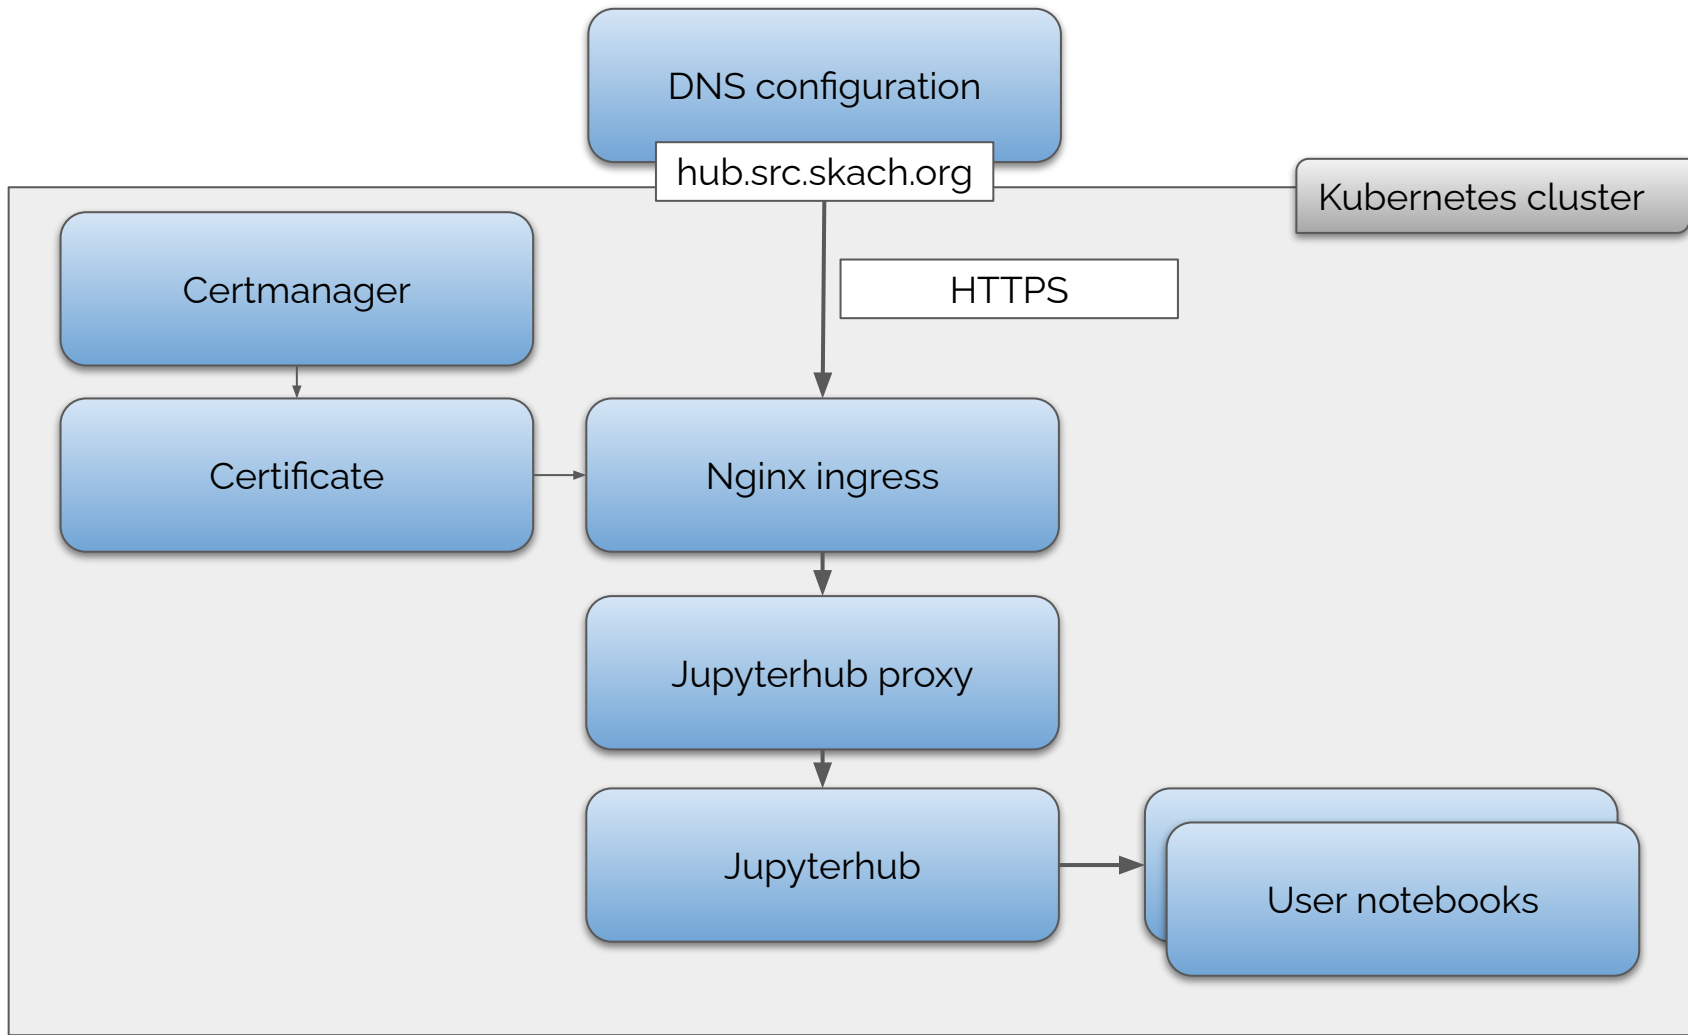 DNS configuration
hub.src.skach.org
Kubernetes cluster
Certmanager
HTTPS
Certificate
Nginx ingress
Jupyterhub proxy
Jupyterhub
User notebooks